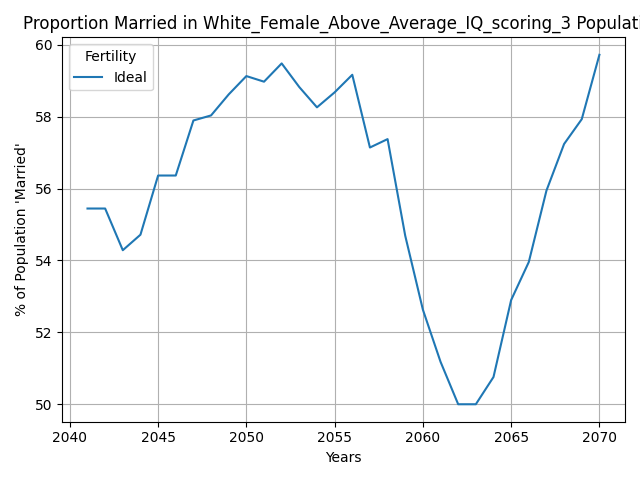 Proportion Married in White_Female_Above_Average_IQ_scoring_3 Populati
Fertility
Ideal
% of Population 'Married'
60
58
56
54
52
50
2040 2045 2050 2055 2060 2065 2070
Years